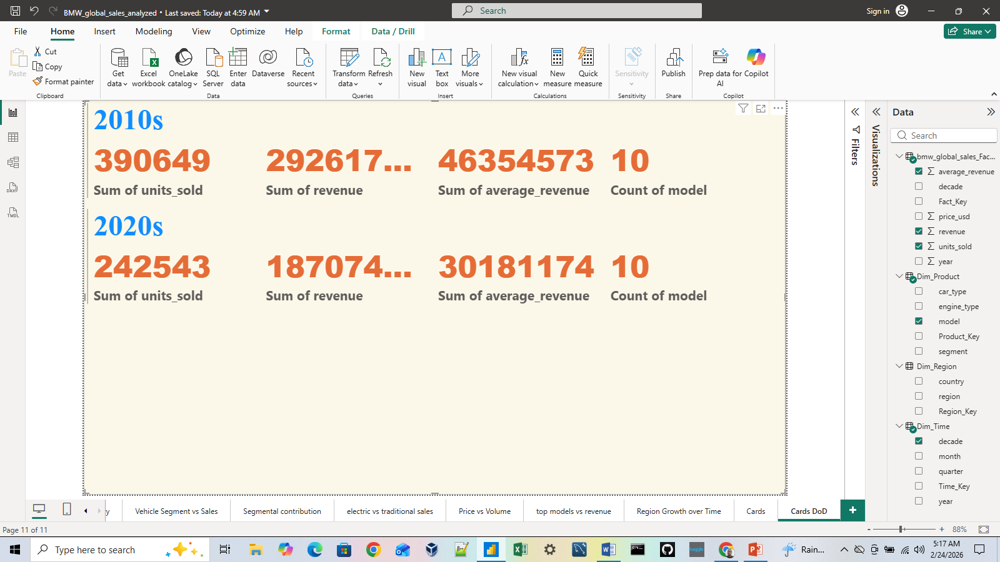 BMW_global_sales_analyzed • Last saved: Today at 4:59 AM
Search
Sign in
File
Home
Insert
Modeling
View
Optimize
Help
Format
Data / Drill
Share
Paste
Cut
Copy
Format painter
Clipboard
Get data
Excel workbook
OneLake catalog
SQL Server
Enter data
Dataverse
Recent sources
Data
Transform data
Refresh
Queries
New visual
Text box
More visuals
Insert
New visual calculation
New measure
Quick measure
Calculations
Sensitivity
Sensitivity
Publish
Share
Prep data for AI
Copilot
Copilot
2010s
390649 292617... 46354573 10
Sum of units_sold Sum of revenue Sum of average_revenue Count of model
2020s
242543 187074... 30181174 10
Sum of units_sold Sum of revenue Sum of average_revenue Count of model
Filters
Visualizations
Data
Search
bmw_global_sales_Fac...
average_revenue
decade
Fact_Key
price_usd
revenue
units_sold
year
Dim_Product
car_type
engine_type
model
Product_Key
segment
Dim_Region
country
region
Region_Key
Dim_Time
decade
month
quarter
Time_Key
year
DAX
TMDL
y
Vehicle Segment vs Sales
Segmental contribution
electric vs traditional sales
Price vs Volume
top models vs revenue
Region Growth over Time
Cards
Cards DoD
Page 11 of 11
- + 88%
Type here to search
kaggle
Rain...
5:17 AM
2/24/2026